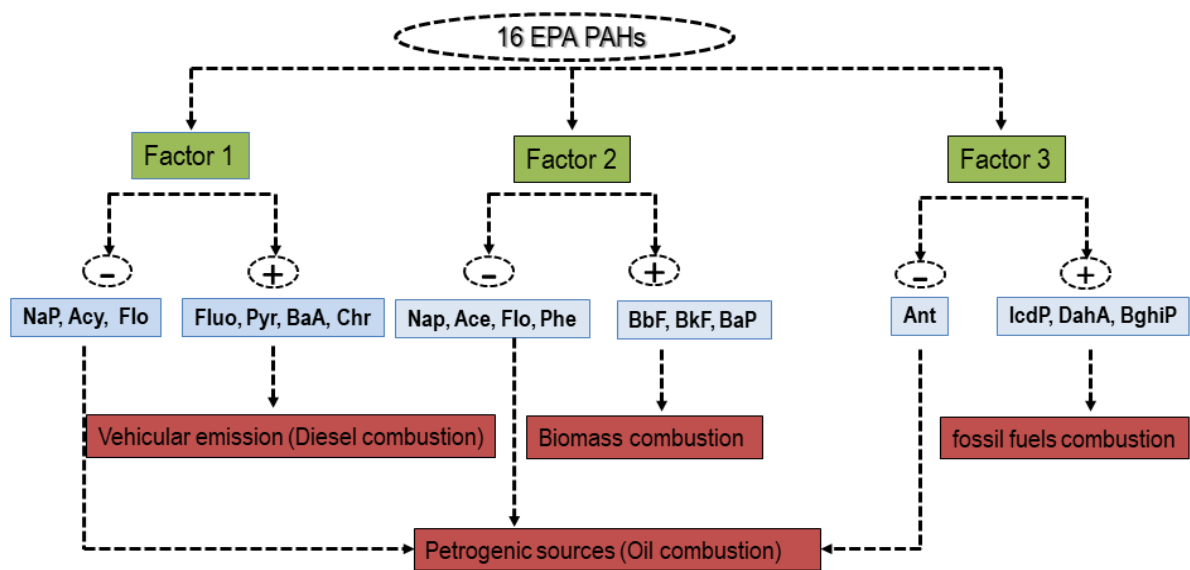 16 EPA PAHs
Factor 1
Factor 2
Factor 3
-
+
-
+
-
+
NaP, Acy, Flo
Fluo, Pyr, BaA, Chr
Nap, Ace, Flo, Phe
BbF, BkF, BaP
Ant
IcdP, DahA, BghiP
Vehicular emission (Diesel combustion)
Biomass combustion
fossil fuels combustion
Petrogenic sources (Oil combustion)